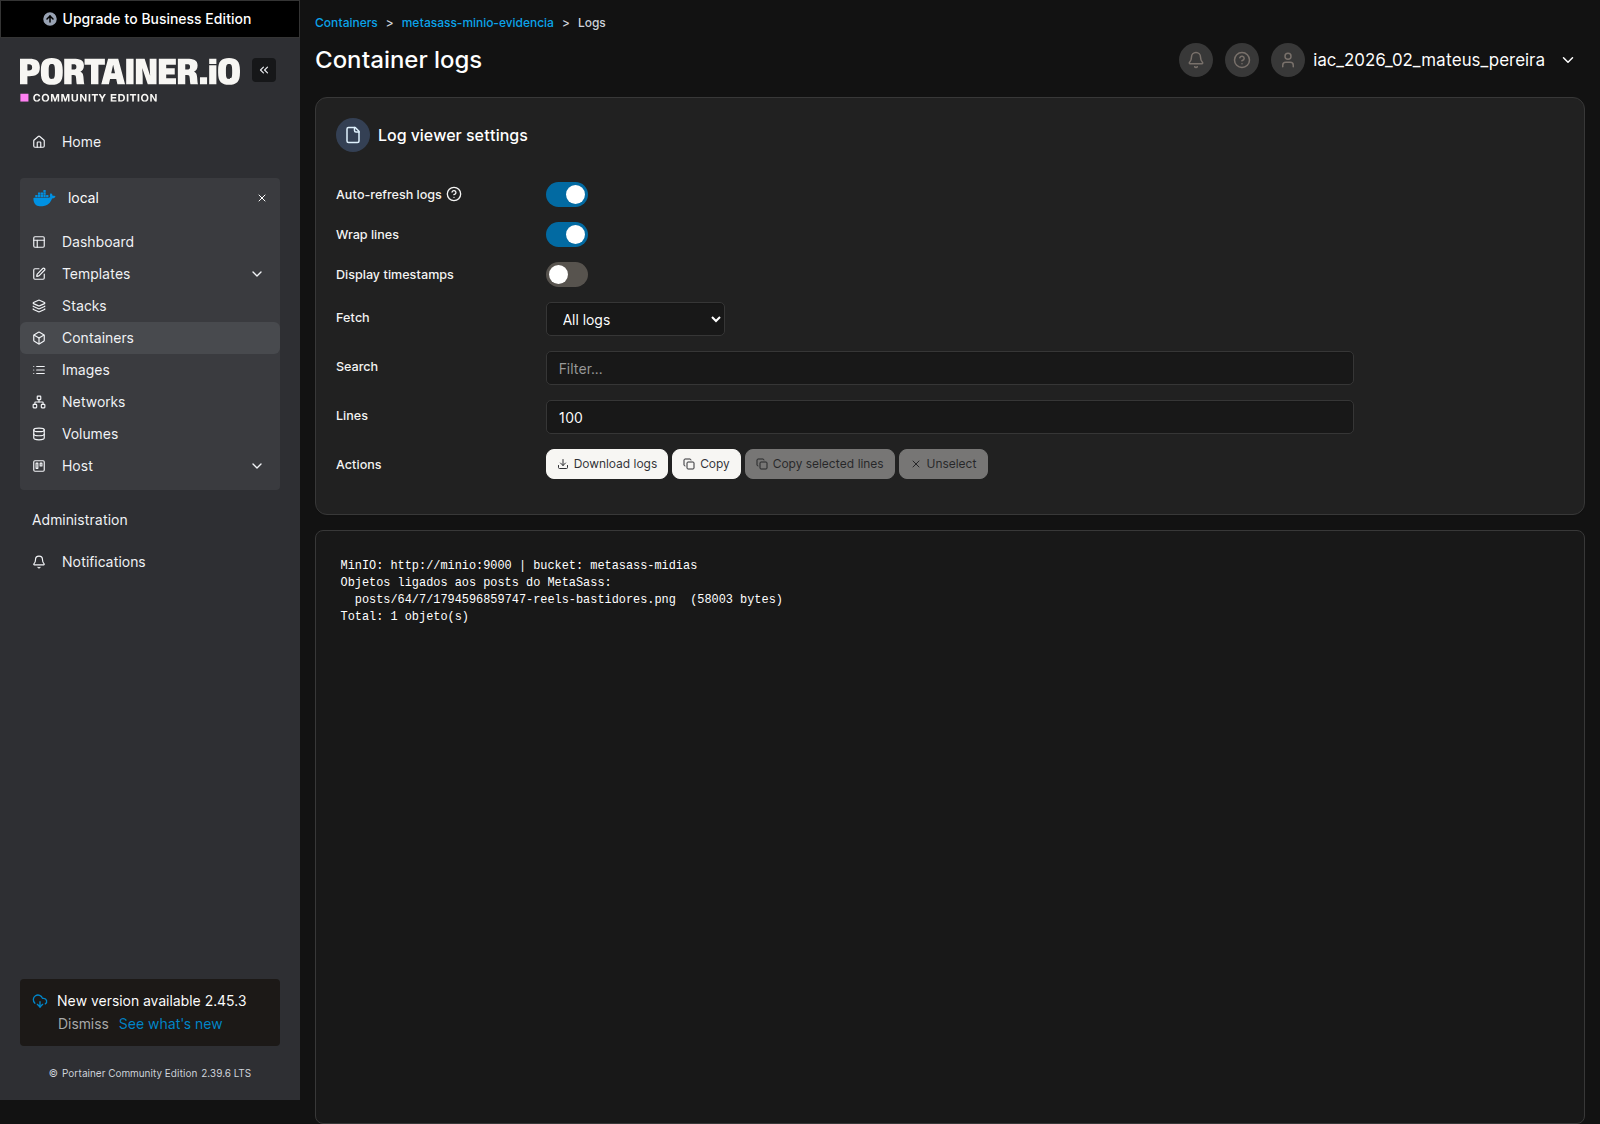 Upgrade to Business Edition
PORTAINER.iO
COMMUNITY EDITION
Home
local
Dashboard
Templates
Stacks
Containers
Images
Networks
Volumes
Host
Administration
Notifications
New version available 2.45.3
Dismiss See what's new
© Portainer Community Edition 2.39.6 LTS
Containers > metasass-minio-evidencia > Logs
Container logs
iac_2026_02_mateus_pereira
Log viewer settings
Auto-refresh logs
Wrap lines
Display timestamps
Fetch All logs
Search Filter...
Lines 100
Actions Download logs Copy Copy selected lines Unselect
MinIO: http://minio:9000 | bucket: metasass-midias
Objetos ligados aos posts do MetaSass:
posts/64/7/1794596859747-reels-bastidores.png (58003 bytes)
Total: 1 objeto(s)